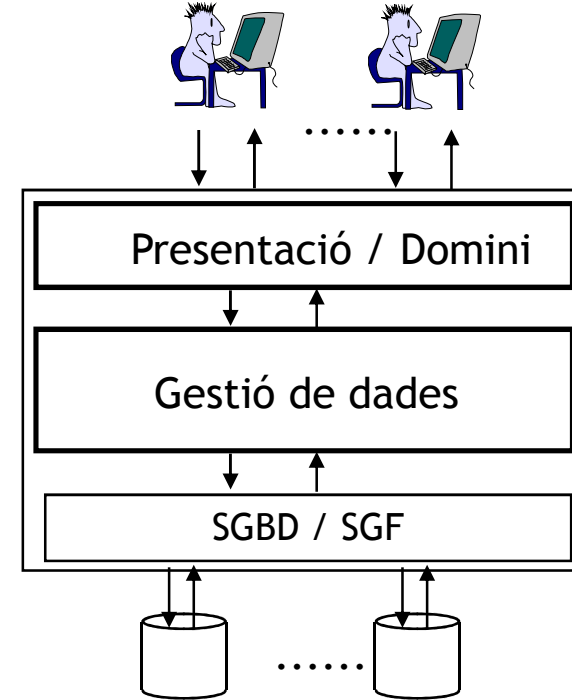 Presentació / Domini
Gestió de dades
SGBD / SGF